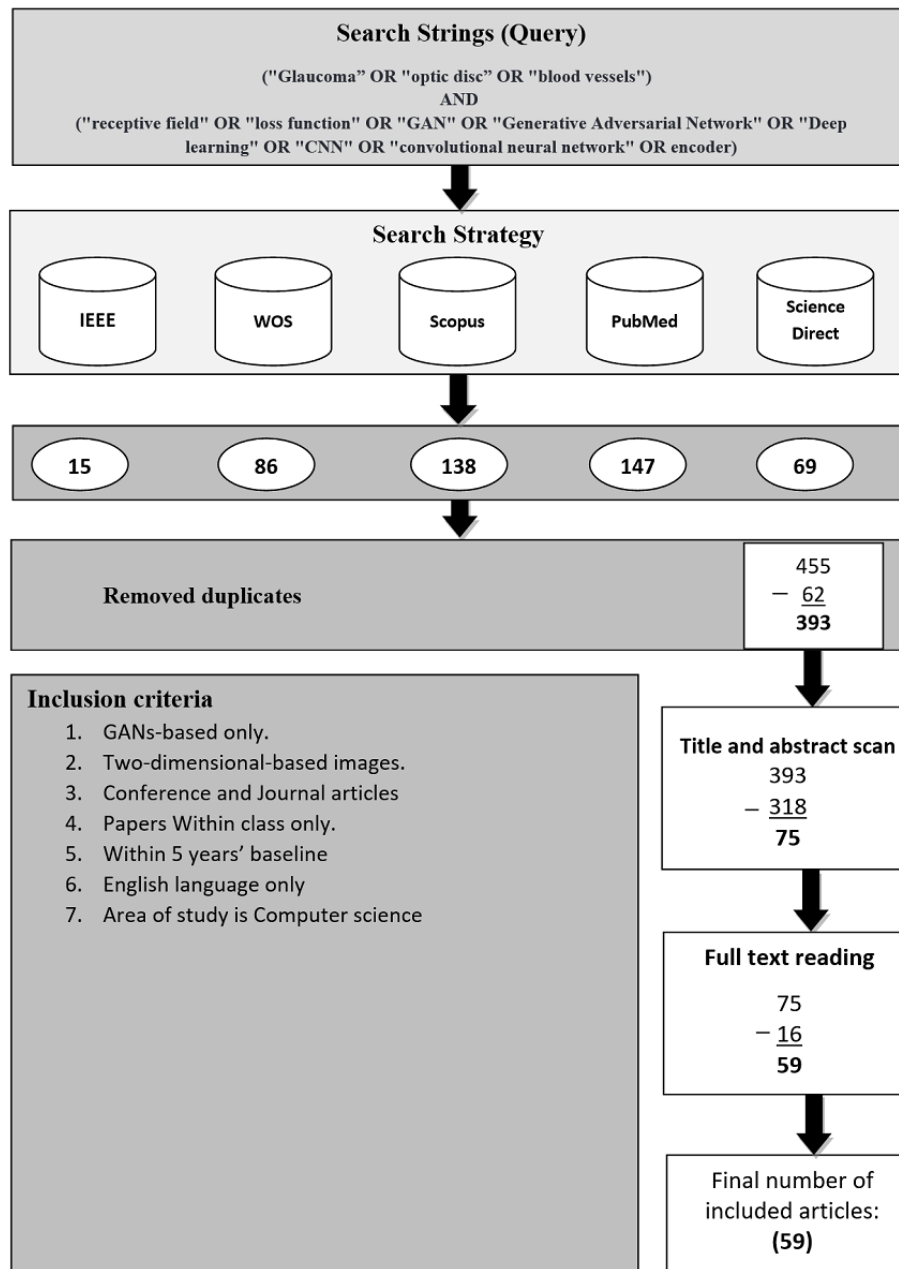 Search Strings (Query)
("Glaucoma” OR "optic disc” OR "blood vessels")
AND
("receptive field" OR "loss function" OR "GAN" OR "Generative Adversarial Network" OR "Deep
learning" OR "CNN" OR "convolutional neural network" OR encoder)
Search Strategy
IEEE
WOS
Scopus
PubMed
Science
Direct
15
86
138
147
69
Removed duplicates
455
− 62
393
Inclusion criteria
1. GANs-based only.
2. Two-dimensional-based images.
3. Conference and Journal articles
4. Papers Within class only.
5. Within 5 years’ baseline
6. English language only
7. Area of study is Computer science
Title and abstract scan
393
− 318
75
Full text reading
75
− 16
59
Final number of
included articles:
(59)